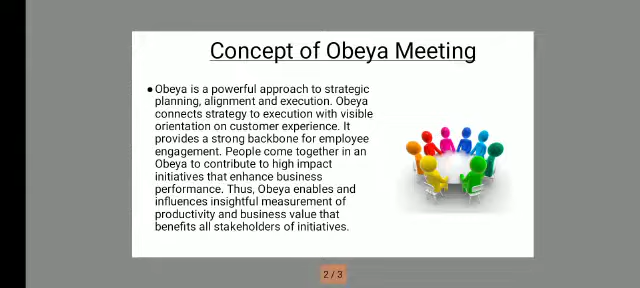 Concept of Obeya Meeting
● Obeya is a powerful approach to strategic
planning, alignment and execution. Obeya
connects strategy to execution with visible
orientation on customer experience. It
provides a strong backbone for employee
engagement. People come together in an
Obeya to contribute to high impact
initiatives that enhance business
performance. Thus, Obeya enables and
influences insightful measurement of
productivity and business value that
benefits all stakeholders of initiatives.
2 / 3